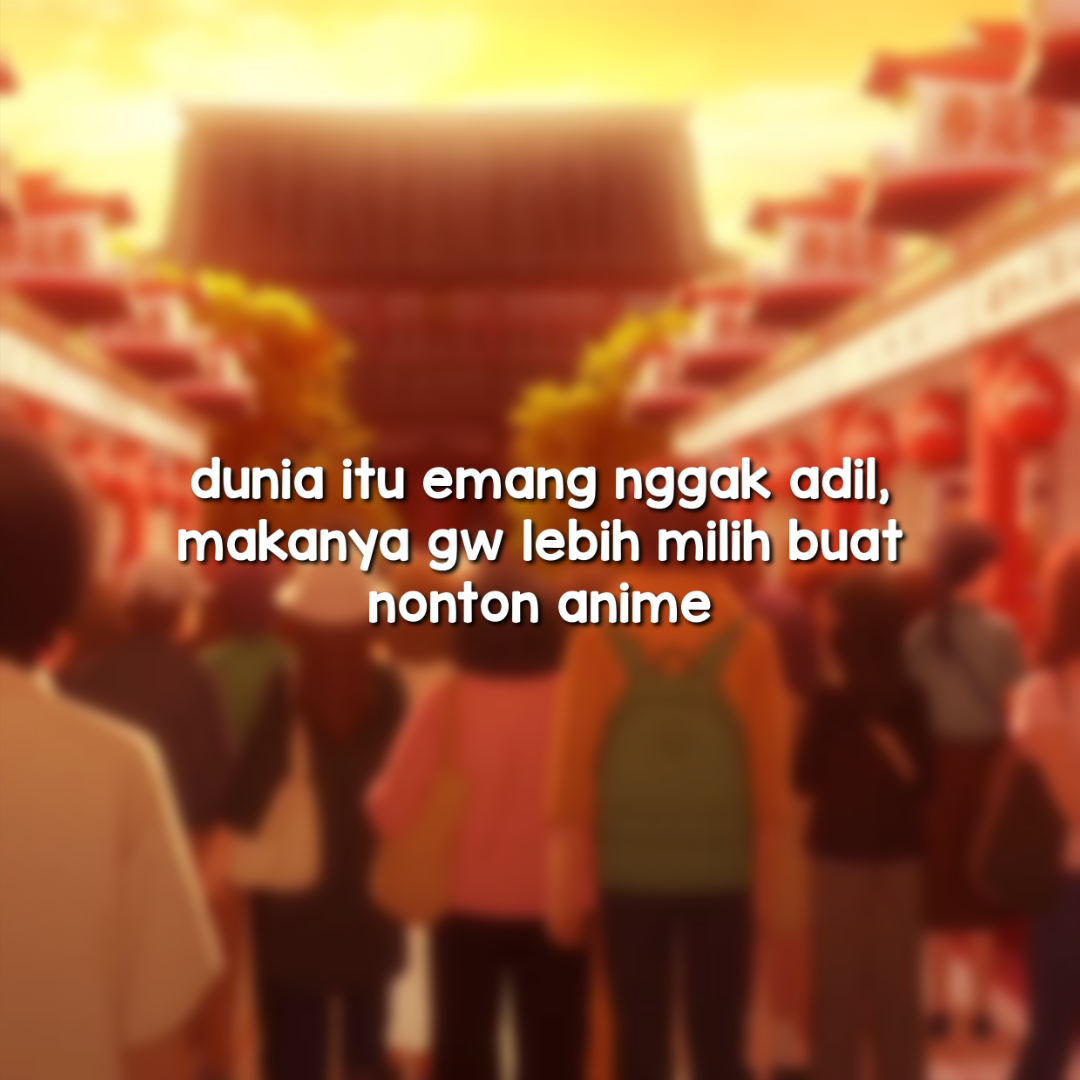 dunia itu emang nggak adil,
makanya gw lebih milih buat
nonton anime